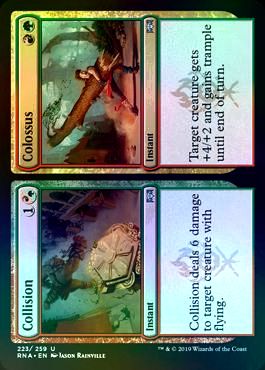 Colossus
Instant
Target creature gets
+4/+2 and gains trample
until end of turn.
Collision
1
Instant
Collision deals 6 damage
to target creature with
flying.
223/259 U
RNA • EN JASON RAINVILLE
™ & © 2019 Wizards of the Coast